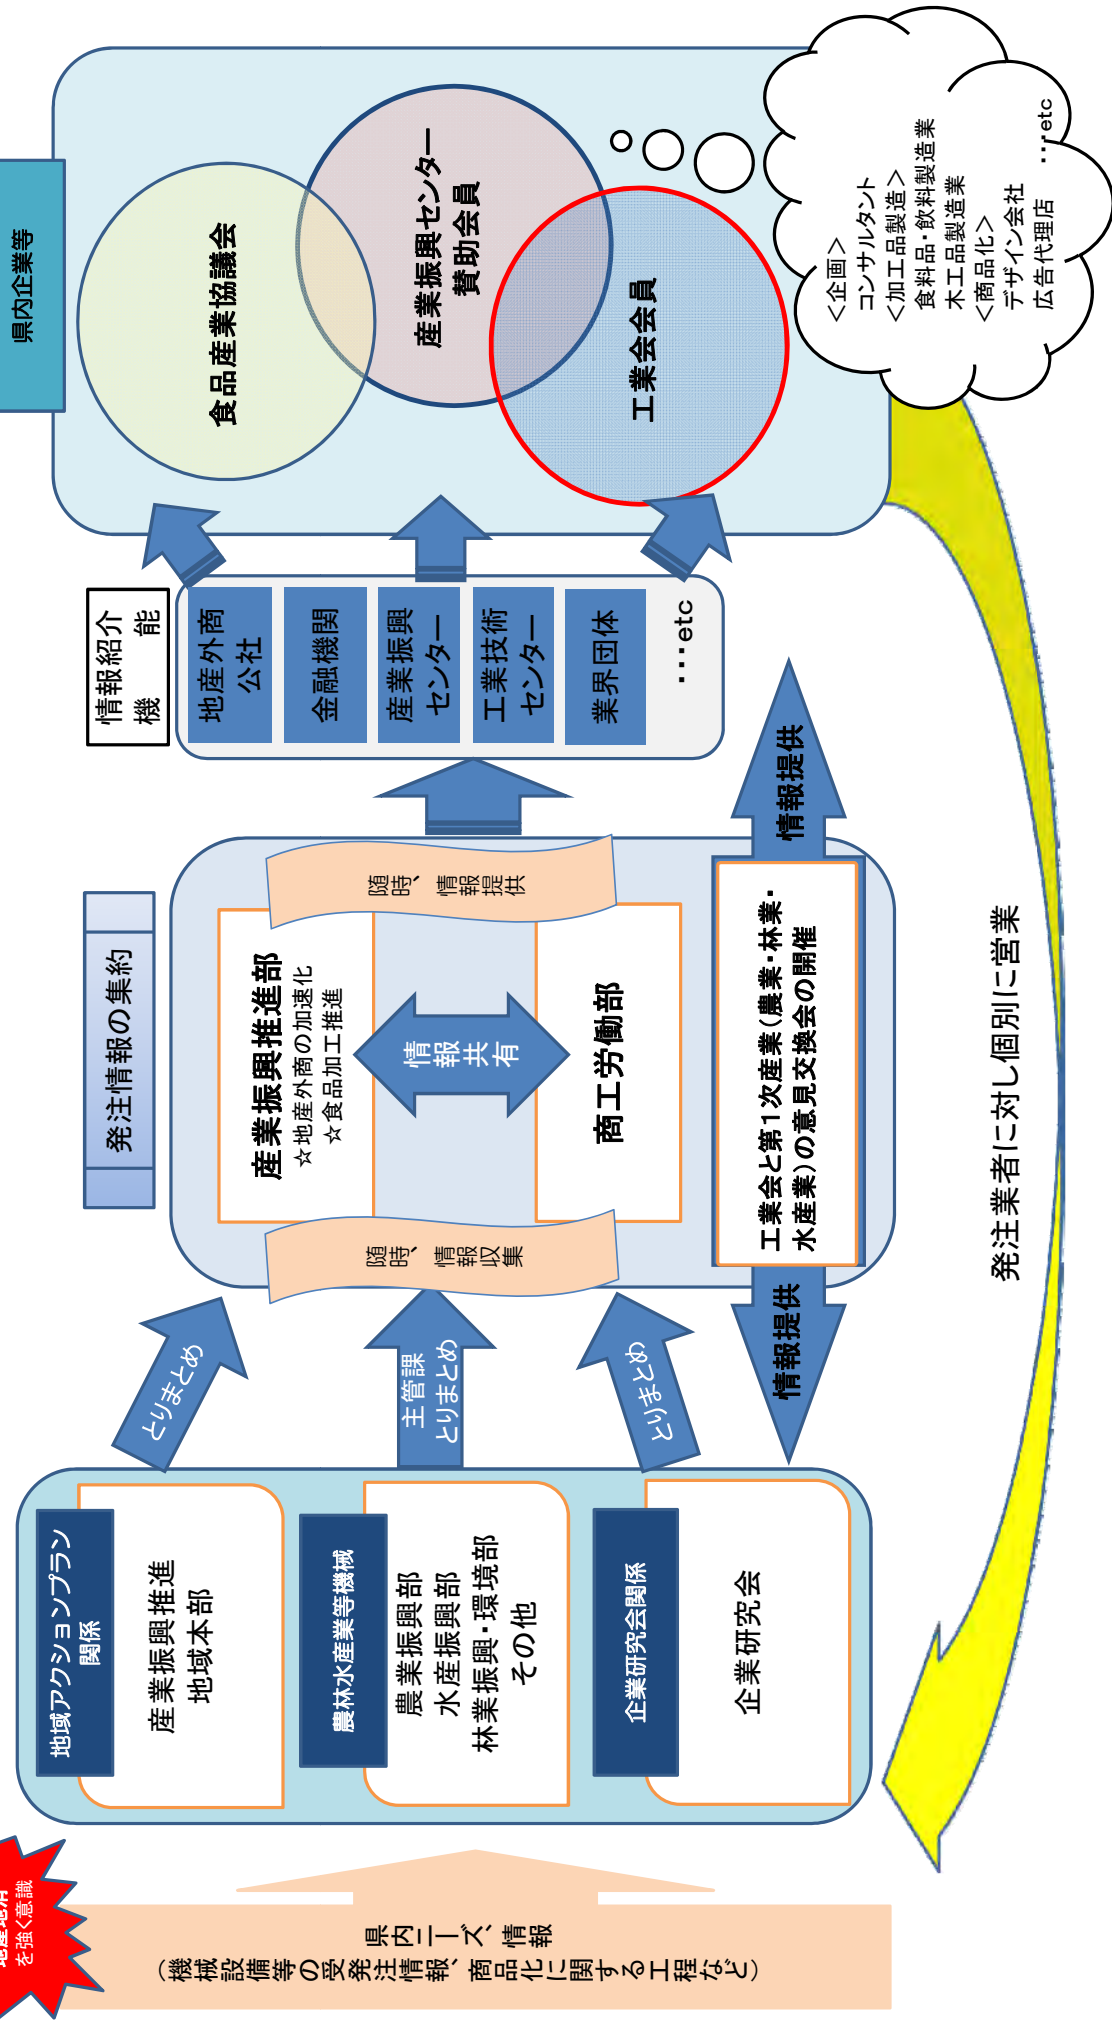 地産地消
を強く意識
県内ニーズ、情報
（機械設備等の受発注情報、商品化に関する工程など）
地域アクションプラン
関係
産業振興推進
地域本部
農林水産業等機械
農業振興部
水産振興部
林業振興・環境部
その他
企業研究会関係
企業研究会
とりまとめ
主管課
とりまとめ
とりまとめ
発注情報の集約
随時、情報収集
産業振興推進部
☆地産外商の加速化
☆食品加工推進
情報
共有
商工労働部
随時、情報提供
情報提供
工業会と第１次産業（農業・林業・
水産業）の意見交換会の開催
情報提供
情報紹介
機　能
地産外商
公社
金融機関
産業振興
センター
工業技術
センター
業界団体
・・・etc
県内企業等
食品産業協議会
産業振興センター
賛助会員
工業会会員
＜企画＞
コンサルタント
＜加工品製造＞
食料品・飲料製造業
木工品製造業
＜商品化＞
デザイン会社
広告代理店　・・・etc
発注業者に対し個別に営業